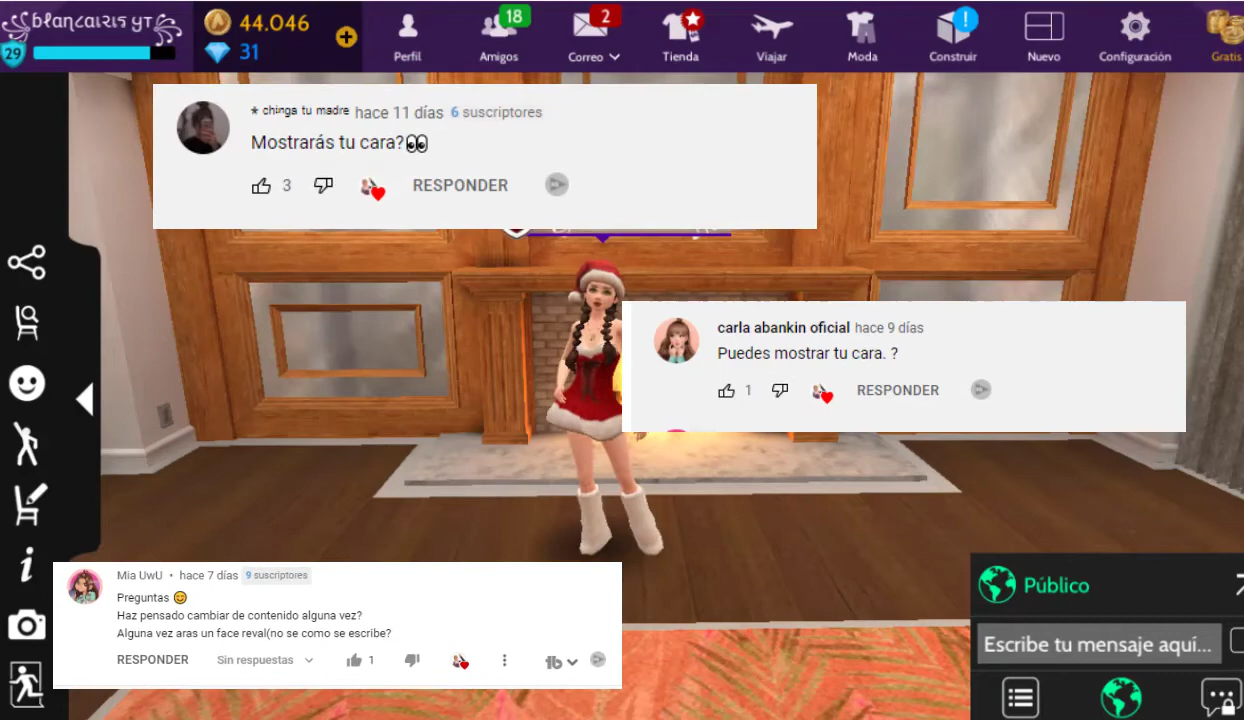 blancairis YT
29
44.046
31
18
2
!
Perfil
Amigos
Correo
Tienda
Viajar
Moda
Construir
Nuevo
Configuración
Gratis
* chinga tu madre hace 11 días 6 suscriptores
Mostrarás tu cara?👀
3 RESPONDER
carla abankin oficial hace 9 días
Puedes mostrar tu cara. ?
1 RESPONDER
Mia UwU • hace 7 días 9 suscriptores
Preguntas 😊
Haz pensado cambiar de contenido alguna vez?
Alguna vez aras un face reval(no se como se escribe?
RESPONDER Sin respuestas 1 tb
Público
Escribe tu mensaje aquí...